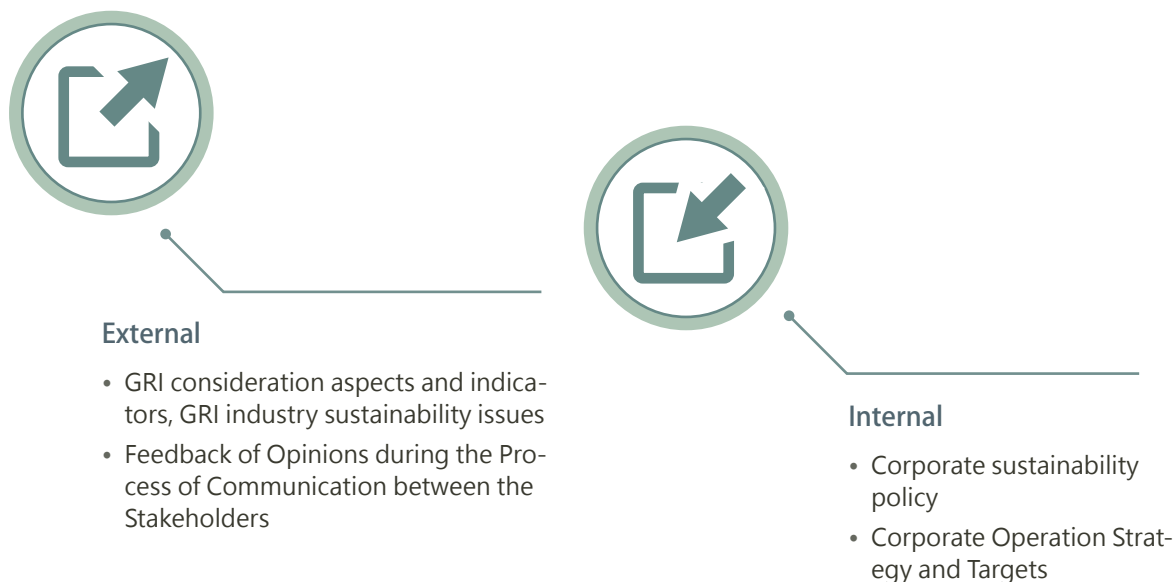 External
• GRI consideration aspects and indica-
tors, GRI industry sustainability issues
• Feedback of Opinions during the Pro-
cess of Communication between the
Stakeholders
Internal
• Corporate sustainability
policy
• Corporate Operation Strat-
egy and Targets